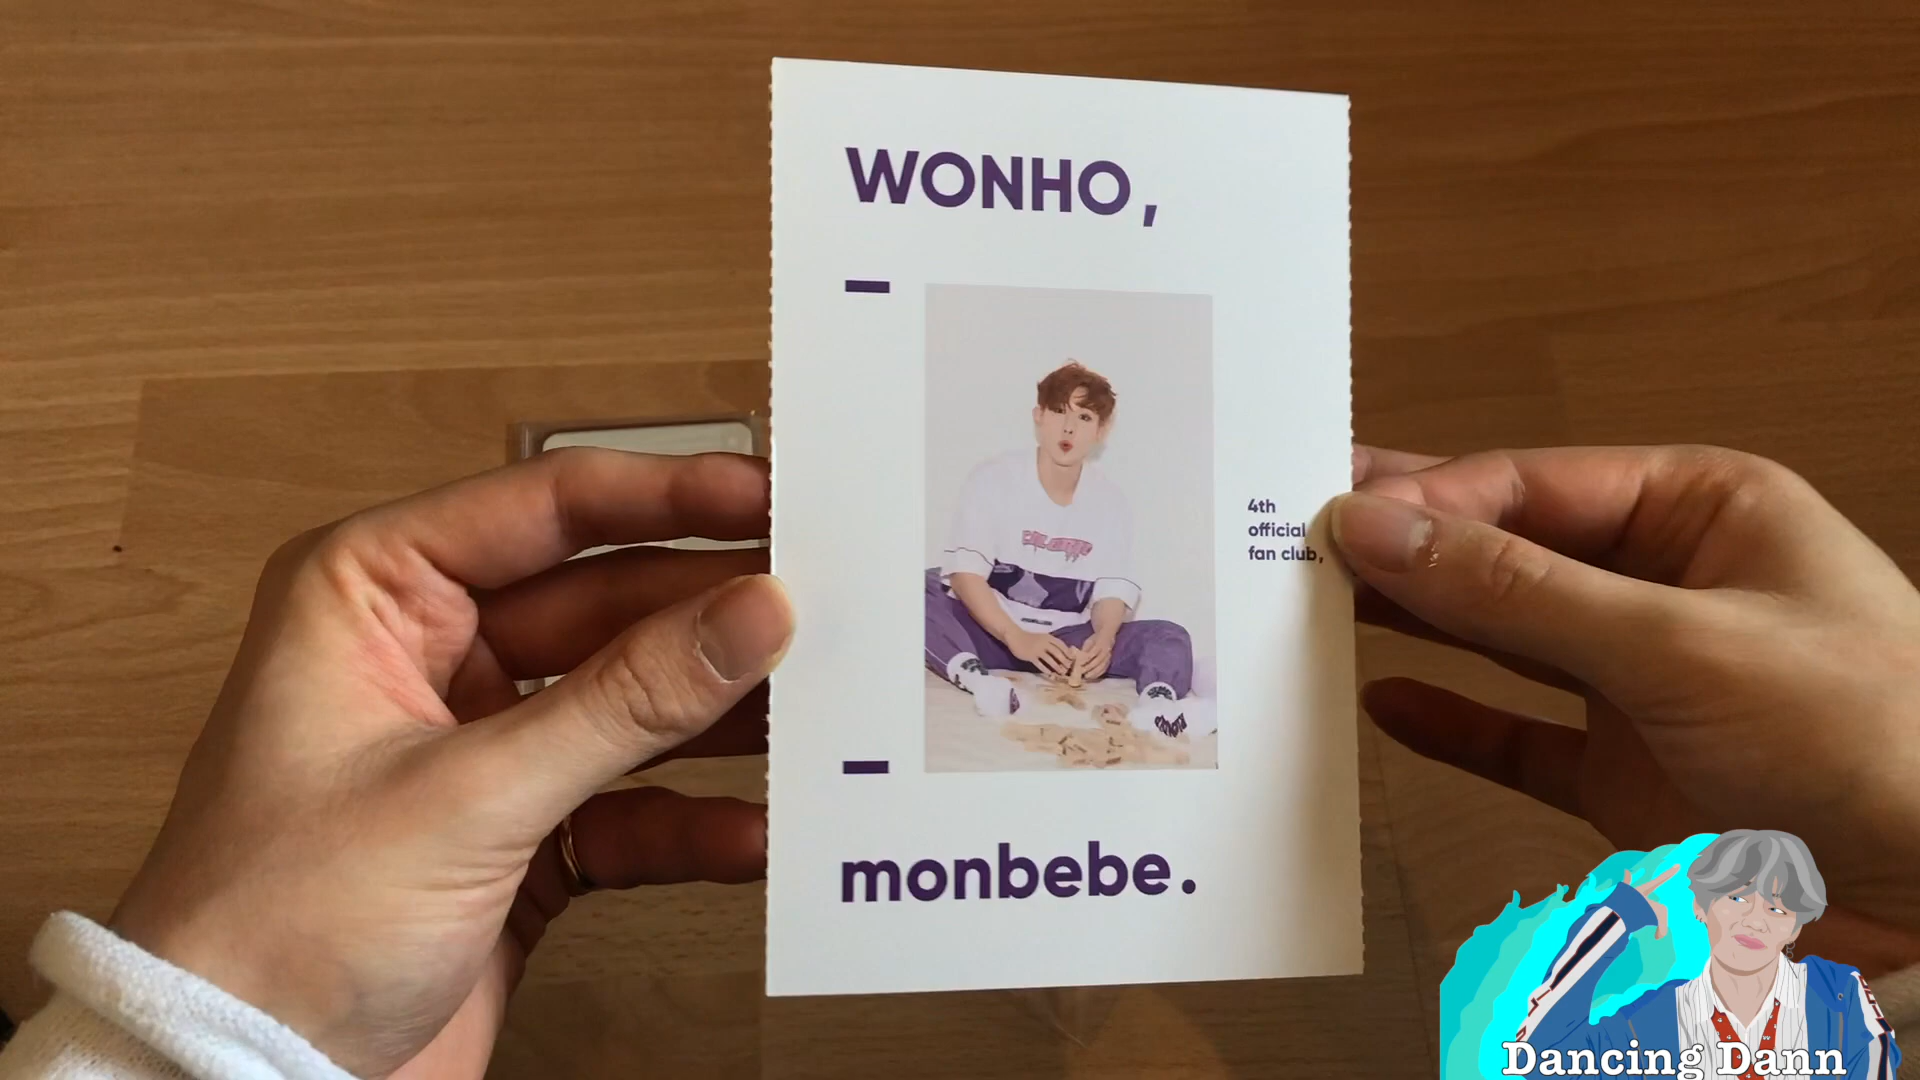 WONHO,
4th
official
fan club,
monbebe.
Dancing Dann